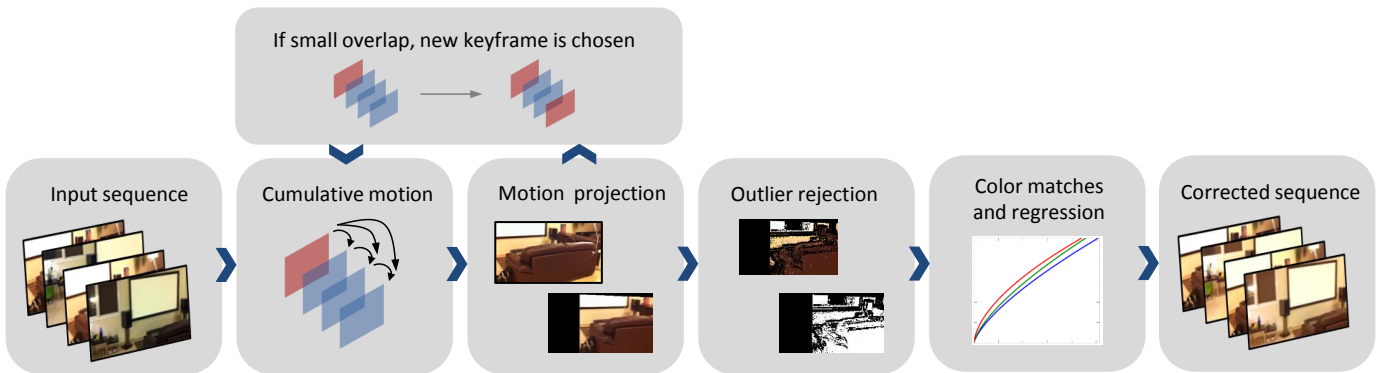 If small overlap, new keyframe is chosen
Input sequence
Cumulative motion
Motion projection
Outlier rejection
Color matches
and regression
Corrected sequence